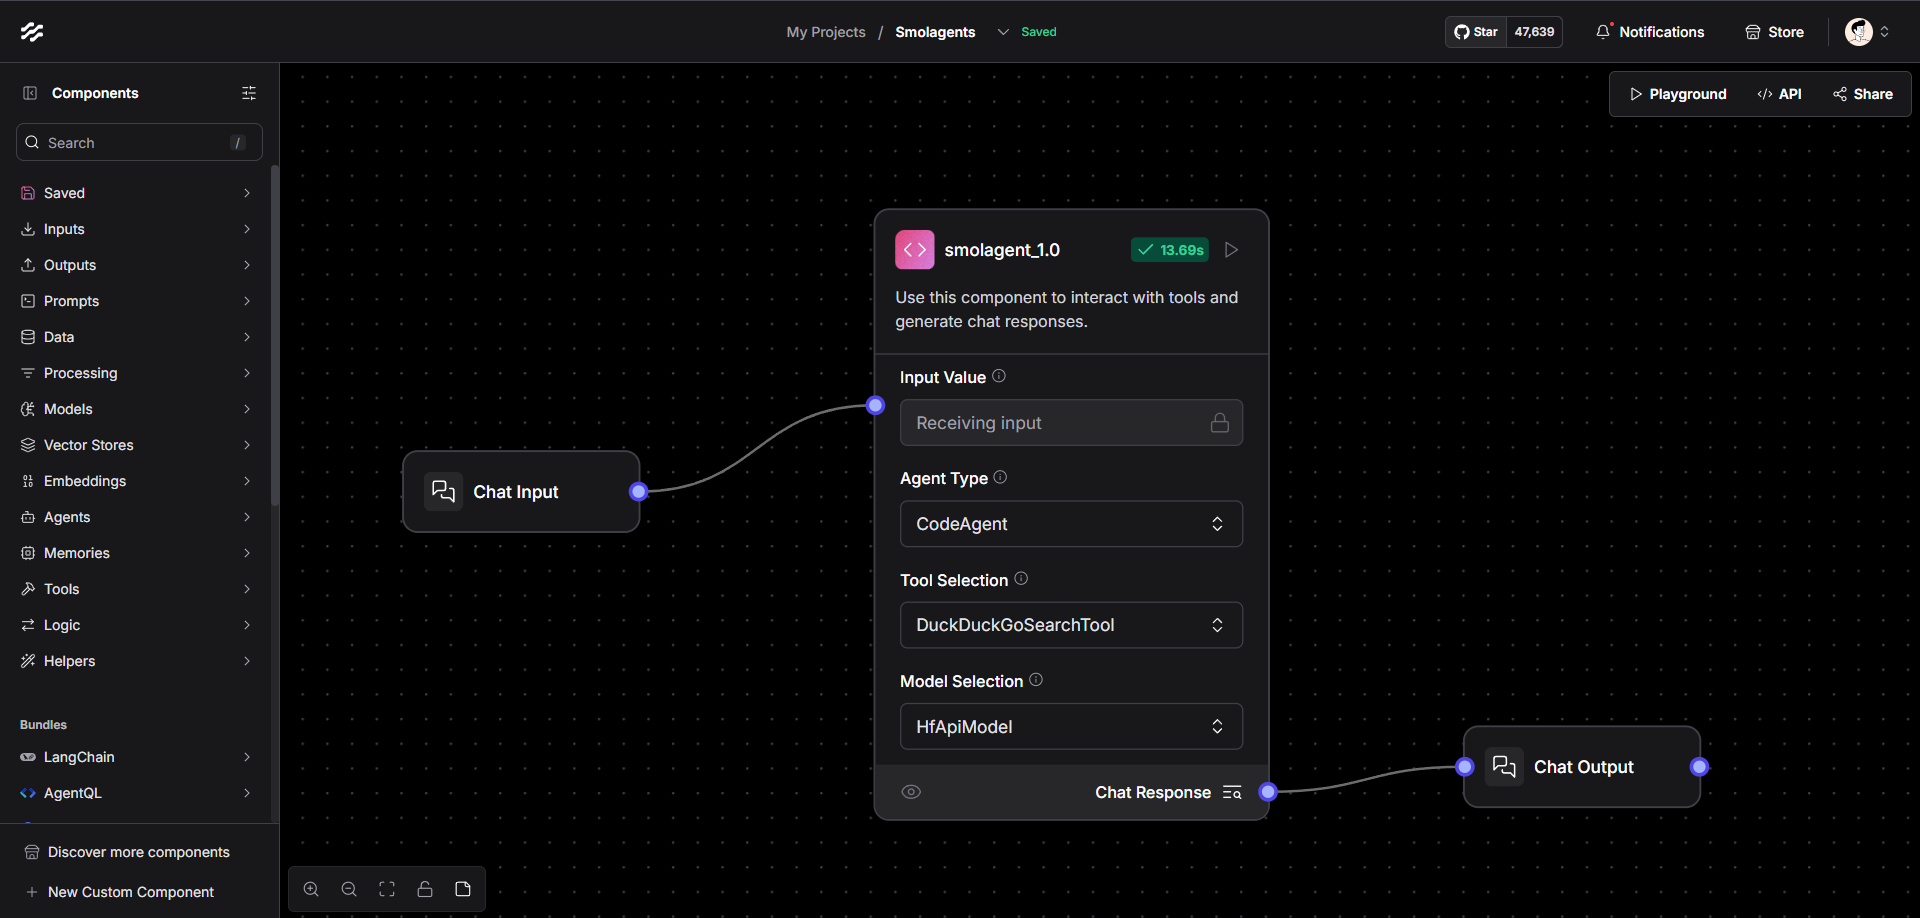 My Projects / Smolagents Saved
Star 47,639
Notifications
Store
Components
Search /
Saved
Inputs
Outputs
Prompts
Data
Processing
Models
Vector Stores
Embeddings
Agents
Memories
Tools
Logic
Helpers
Bundles
LangChain
AgentQL
Discover more components
New Custom Component
Playground
API
Share
Chat Input
smolagent_1.0
13.69s
Use this component to interact with tools and
generate chat responses.
Input Value
Receiving input
Agent Type
CodeAgent
Tool Selection
DuckDuckGoSearchTool
Model Selection
HfApiModel
Chat Response
Chat Output